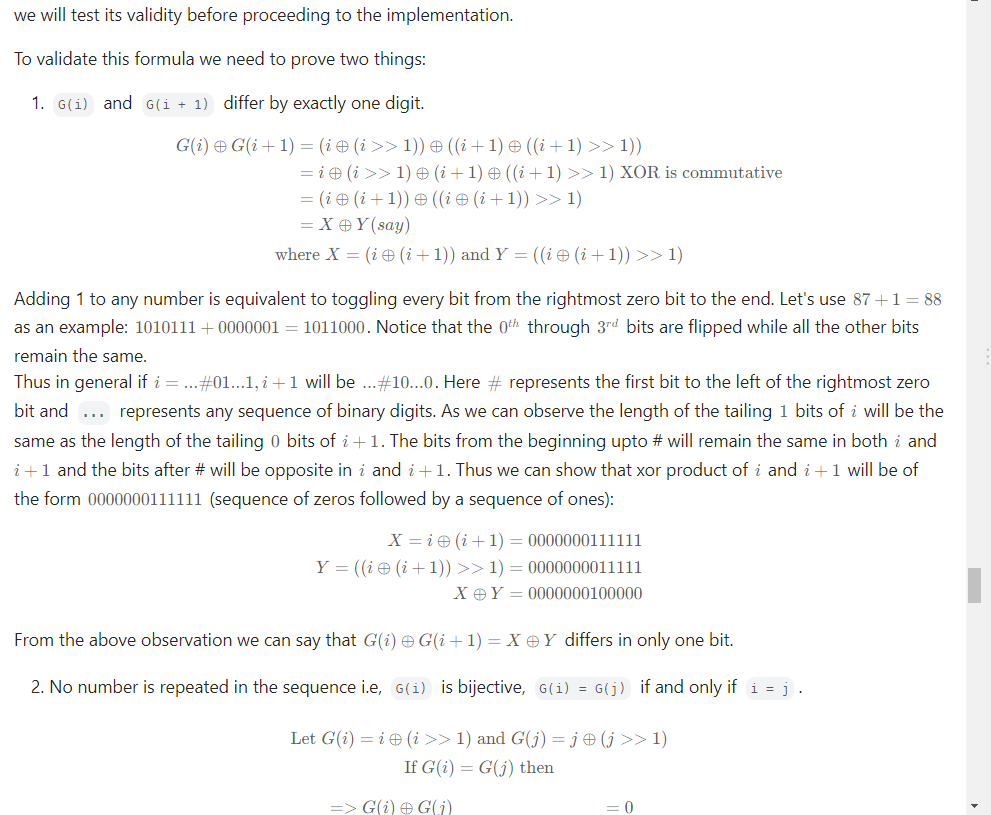 we will test its validity before proceeding to the implementation.
To validate this formula we need to prove two things:
1. G(i) and G(i + 1) differ by exactly one digit.
G(i) ⊕ G(i + 1) = (i ⊕ (i >> 1)) ⊕ ((i + 1) ⊕ ((i + 1) >> 1))
= i ⊕ (i >> 1) ⊕ (i + 1) ⊕ ((i + 1) >> 1) XOR is commutative
= (i ⊕ (i + 1)) ⊕ ((i ⊕ (i + 1)) >> 1)
= X ⊕ Y(say)
where X = (i ⊕ (i + 1)) and Y = ((i ⊕ (i + 1)) >> 1)
Adding 1 to any number is equivalent to toggling every bit from the rightmost zero bit to the end. Let's use 87 + 1 = 88
as an example: 1010111 + 0000001 = 1011000. Notice that the 0th through 3rd bits are flipped while all the other bits
remain the same.
Thus in general if i = ...#01...1, i + 1 will be ...#10...0. Here # represents the first bit to the left of the rightmost zero
bit and ... represents any sequence of binary digits. As we can observe the length of the tailing 1 bits of i will be the
same as the length of the tailing 0 bits of i + 1. The bits from the beginning upto # will remain the same in both i and
i + 1 and the bits after # will be opposite in i and i + 1. Thus we can show that xor product of i and i + 1 will be of
the form 0000000111111 (sequence of zeros followed by a sequence of ones):
X = i ⊕ (i + 1) = 0000000111111
Y = ((i ⊕ (i + 1)) >> 1) = 0000000011111
X ⊕ Y = 0000000100000
From the above observation we can say that G(i) ⊕ G(i + 1) = X ⊕ Y differs in only one bit.
2. No number is repeated in the sequence i.e, G(i) is bijective, G(i) = G(j) if and only if i = j .
Let G(i) = i ⊕ (i >> 1) and G(j) = j ⊕ (j >> 1)
If G(i) = G(j) then
=> G(i) ⊕ G(j) = 0